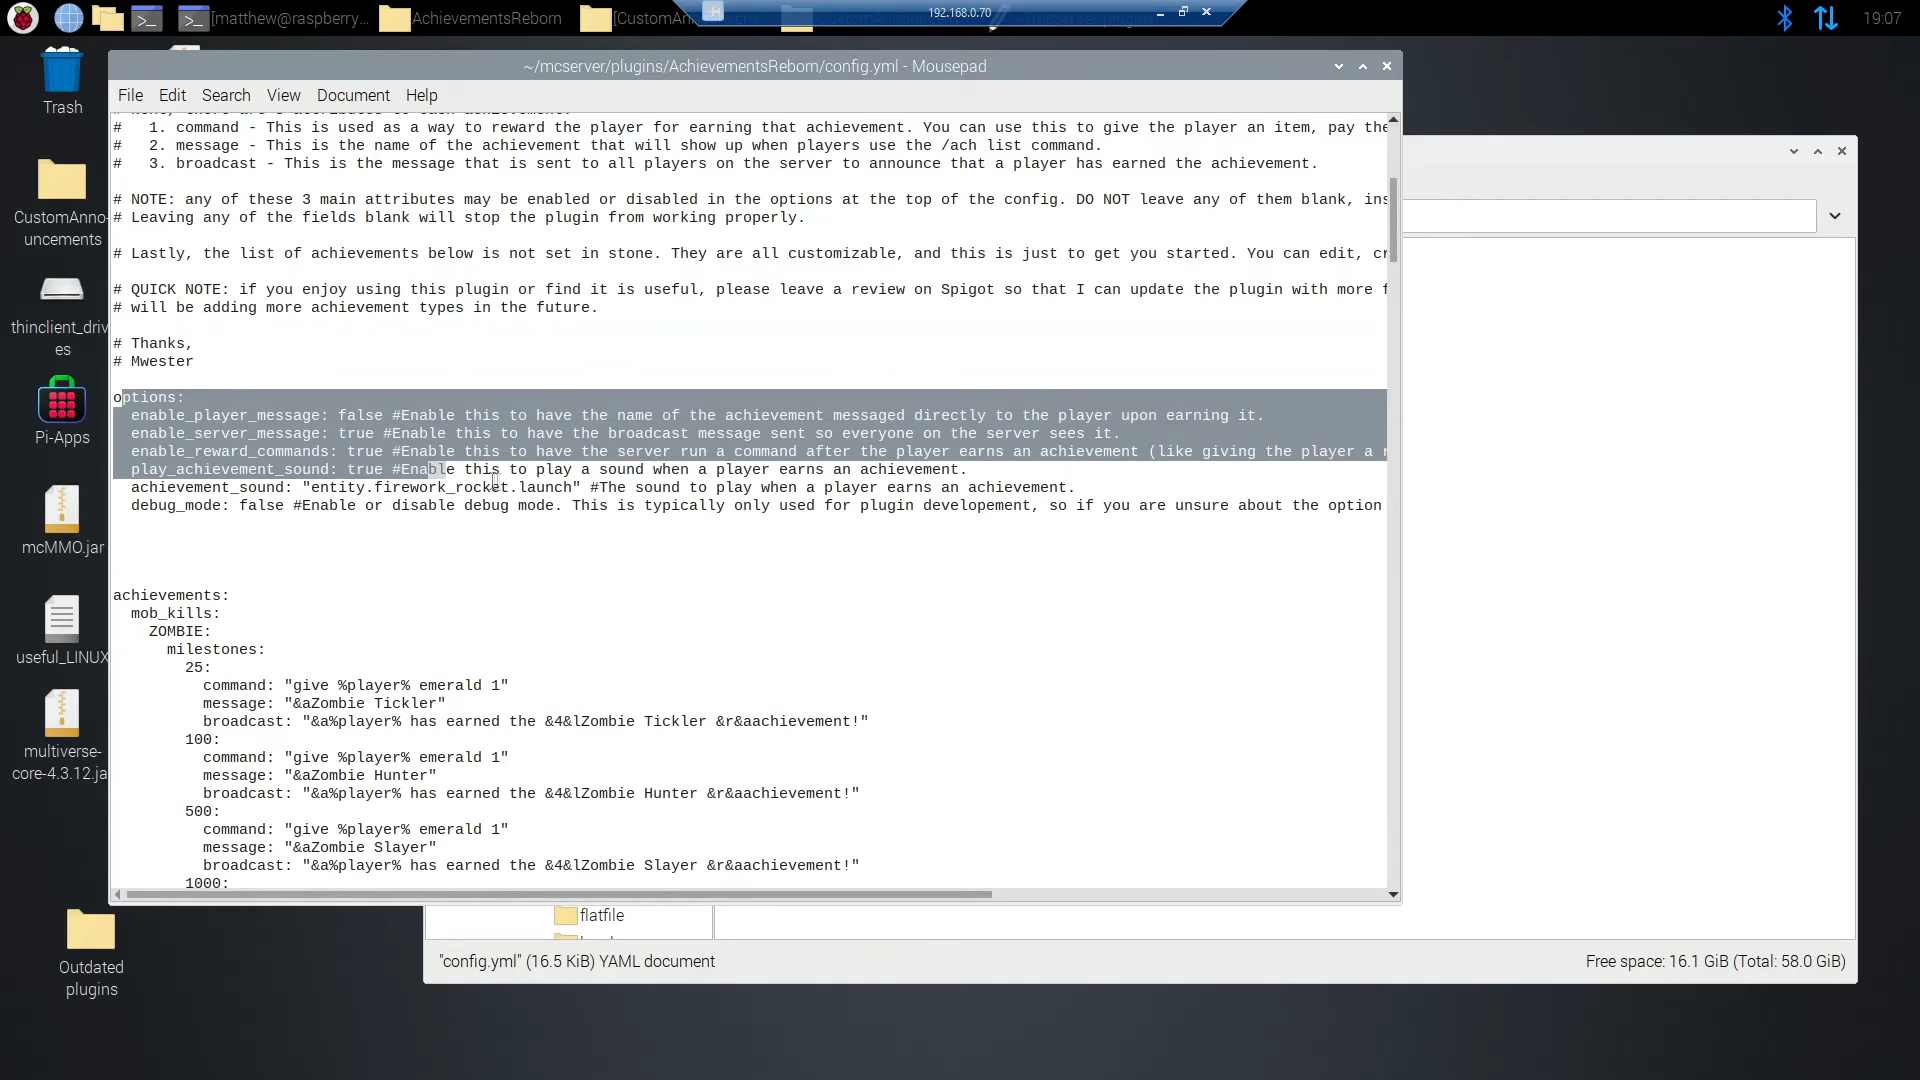 [matthew@raspberry...
AchievementsReborn
[CustomAn
192.168.0.70
19:07
~/mcserver/plugins/AchievementsReborn/config.yml - Mousepad
File Edit Search View Document Help
# 1. command - This is used as a way to reward the player for earning that achievement. You can use this to give the player an item, pay the
# 2. message - This is the name of the achievement that will show up when players use the /ach list command.
# 3. broadcast - This is the message that is sent to all players on the server to announce that a player has earned the achievement.
# NOTE: any of these 3 main attributes may be enabled or disabled in the options at the top of the config. DO NOT leave any of them blank, ins
# Leaving any of the fields blank will stop the plugin from working properly.
# Lastly, the list of achievements below is not set in stone. They are all customizable, and this is just to get you started. You can edit, cr
# QUICK NOTE: if you enjoy using this plugin or find it is useful, please leave a review on Spigot so that I can update the plugin with more f
# will be adding more achievement types in the future.
# Thanks,
# Mwester
options:
enable_player_message: false #Enable this to have the name of the achievement messaged directly to the player upon earning it.
enable_server_message: true #Enable this to have the broadcast message sent so everyone on the server sees it.
enable_reward_commands: true #Enable this to have the server run a command after the player earns an achievement (like giving the player a r
play_achievement_sound: true #Enable this to play a sound when a player earns an achievement.
achievement_sound: "entity.firework_rocket.launch" #The sound to play when a player earns an achievement.
debug_mode: false #Enable or disable debug mode. This is typically only used for plugin developement, so if you are unsure about the option
achievements:
mob_kills:
ZOMBIE:
milestones:
25:
command: "give %player% emerald 1"
message: "&aZombie Tickler"
broadcast: "&a%player% has earned the &4&lZombie Tickler &r&aachievement!"
100:
command: "give %player% emerald 1"
message: "&aZombie Hunter"
broadcast: "&a%player% has earned the &4&lZombie Hunter &r&aachievement!"
500:
command: "give %player% emerald 1"
message: "&aZombie Slayer"
broadcast: "&a%player% has earned the &4&lZombie Slayer &r&aachievement!"
1000:
Trash
CustomAnno-
uncements
thinclient_driv
es
Pi-Apps
mcMMO.jar
useful_LINUX
multiverse-
core-4.3.12.ja
Outdated
plugins
flatfile
"config.yml" (16.5 KiB) YAML document
Free space: 16.1 GiB (Total: 58.0 GiB)